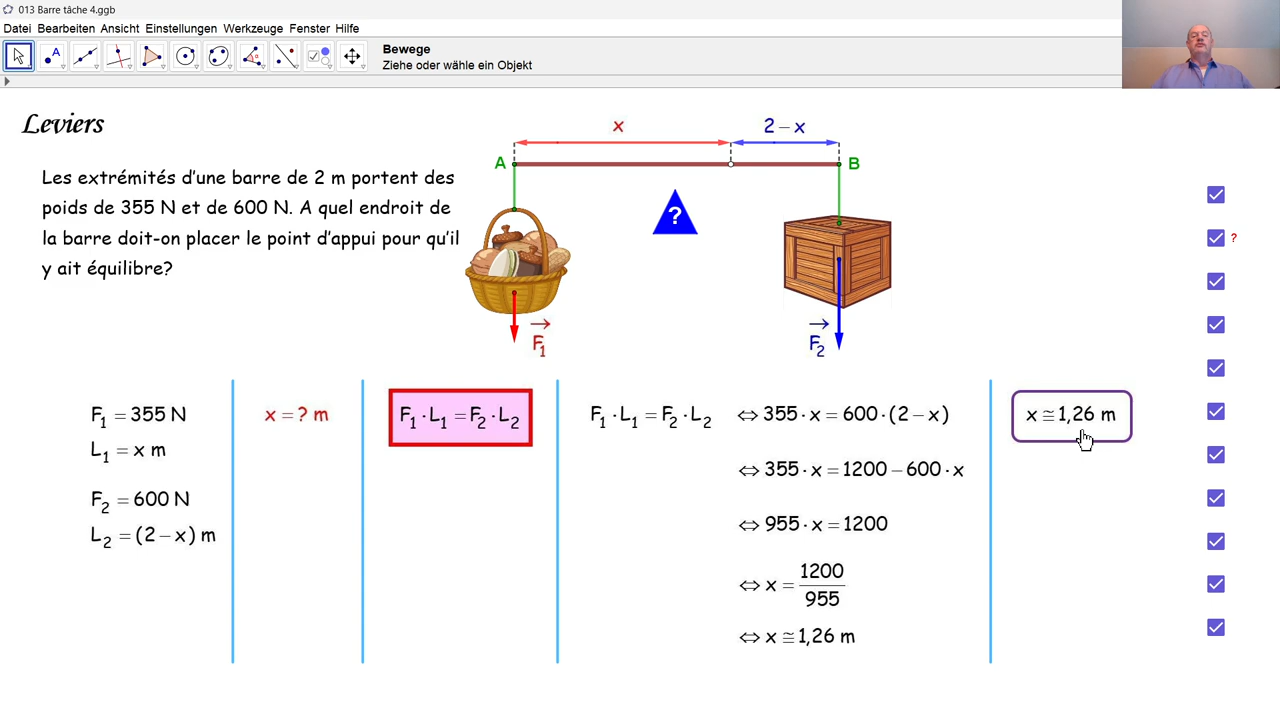 013 Barre tâche 4.ggb
Datei Bearbeiten Ansicht Einstellungen Werkzeuge Fenster Hilfe
A
Bewege
Ziehe oder wähle ein Objekt
Leviers
x
2 – x
A
B
Les extrémités d'une barre de 2 m portent des
poids de 355 N et de 600 N. A quel endroit de
la barre doit-on placer le point d'appui pour qu'il
y ait équilibre?
?
?
F₁
F₂
F₁ = 355 N
L₁ = x m
F₂ = 600 N
L₂ = (2 – x) m
x = ? m
F₁ · L₁ = F₂ · L₂
F₁ · L₁ = F₂ · L₂ ⇔ 355 · x = 600 · (2 – x)
⇔ 355 · x = 1200 – 600 · x
⇔ 955 · x = 1200
⇔ x = 1200/955
⇔ x ≅ 1,26 m
x ≅ 1,26 m